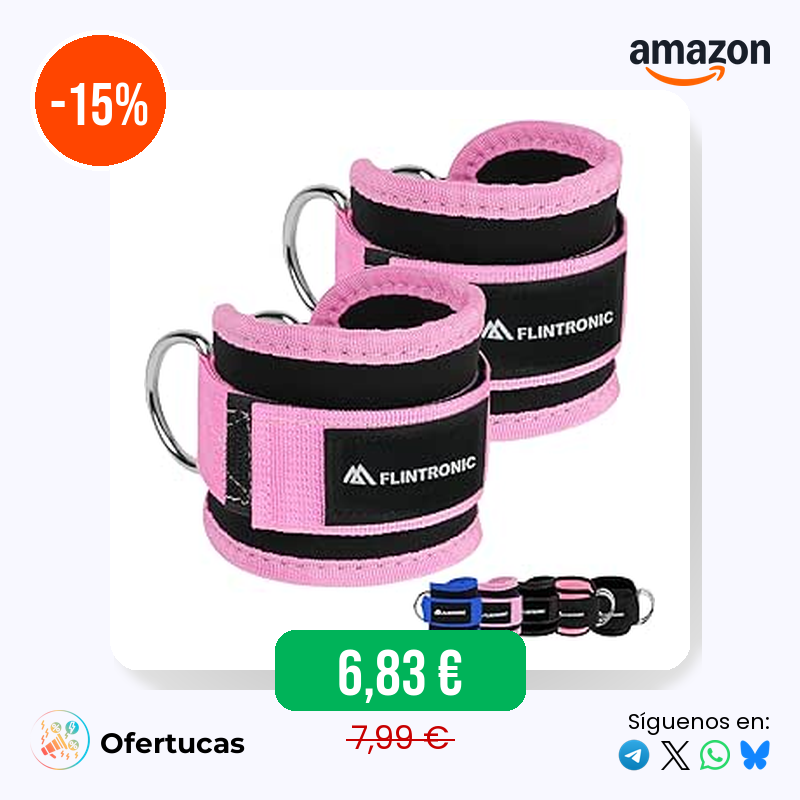 -15%
amazon
FLINTRONIC
FLINTRONIC
6,83 €
7,99 €
Ofertucas
Síguenos en: